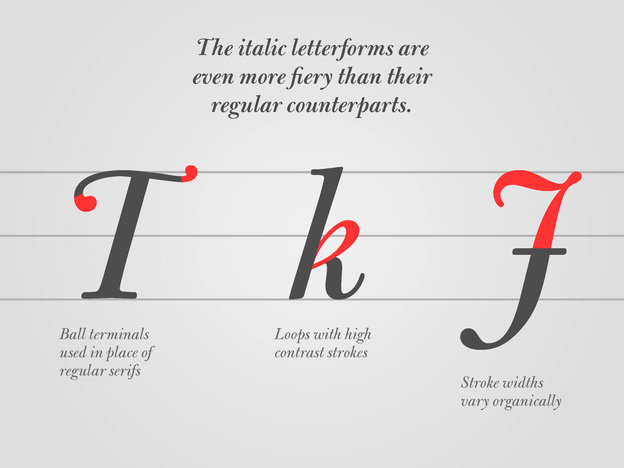 The italic letterforms are
even more fiery than their
regular counterparts.
T k J
Ball terminals
used in place of
regular serifs
Loops with high
contrast strokes
Stroke widths
vary organically